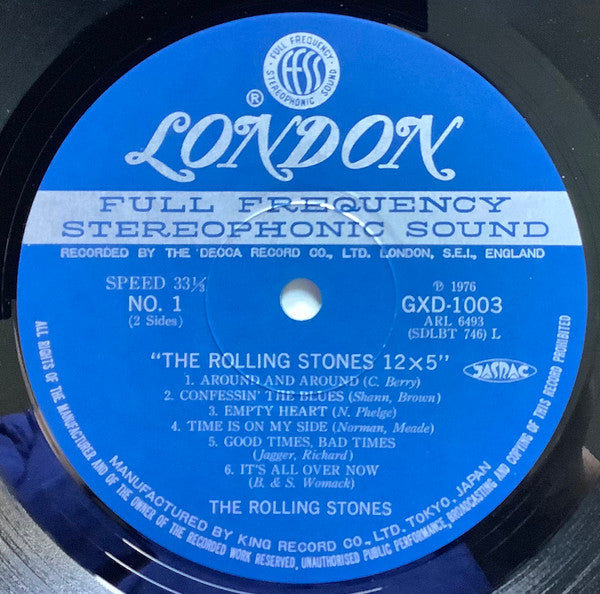 FULL FREQUENCY
FFSS
STEREOPHONIC SOUND
®
LONDON
FULL FREQUENCY
STEREOPHONIC SOUND
RECORDED BY THE DECCA RECORD CO., LTD. LONDON, S.E.I., ENGLAND
SPEED 33⅓
NO. 1
(2 Sides)
℗ 1976
GXD-1003
ARL 6493
(SDLBT 746) L
"THE ROLLING STONES 12×5"
JASRAC
1. AROUND AND AROUND (C. Berry)
2. CONFESSIN' THE BLUES (Shann, Brown)
3. EMPTY HEART (N. Phelge)
4. TIME IS ON MY SIDE (Norman, Meade)
5. GOOD TIMES, BAD TIMES
(Jagger, Richard)
6. IT'S ALL OVER NOW
(B. & S. Womack)
THE ROLLING STONES
MANUFACTURED BY KING RECORD CO., LTD. TOKYO, JAPAN
ALL RIGHTS OF THE MANUFACTURER AND OF THE OWNER OF THE RECORDED WORK RESERVED, UNAUTHORISED PUBLIC PERFORMANCE, BROADCASTING AND COPYING OF THIS RECORD PROHIBITED